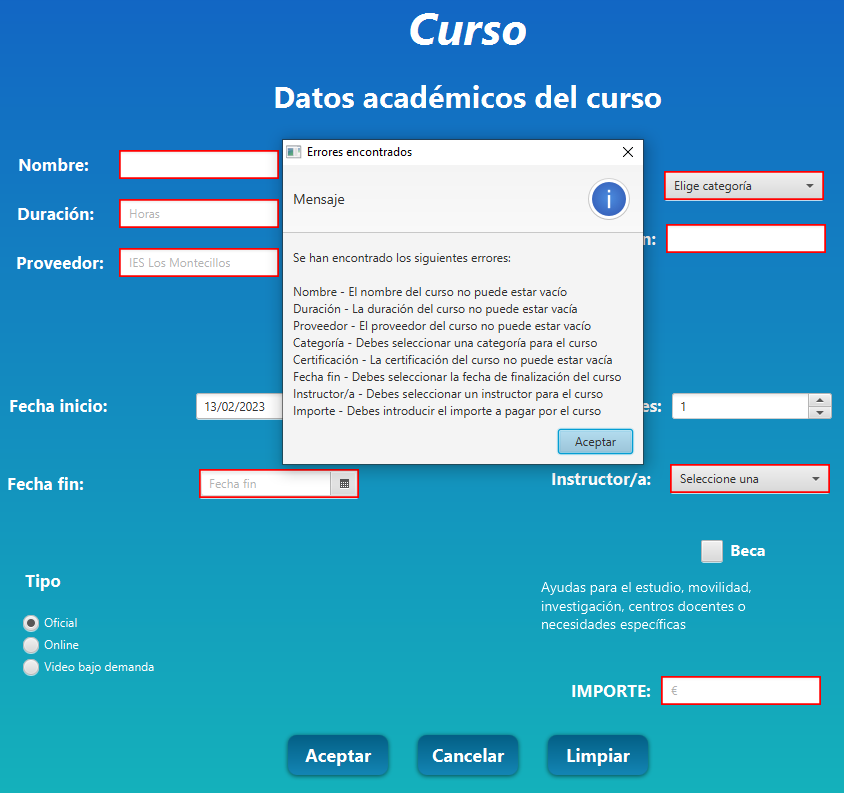 Curso
Datos académicos del curso
Nombre:
Duración:
Horas
Proveedor:
IES Los Montecillos
Elige categoría
n:
Errores encontrados
Mensaje
Se han encontrado los siguientes errores:
Nombre - El nombre del curso no puede estar vacío
Duración - La duración del curso no puede estar vacía
Proveedor - El proveedor del curso no puede estar vacío
Categoría - Debes seleccionar una categoría para el curso
Certificación - La certificación del curso no puede estar vacía
Fecha fin - Debes seleccionar la fecha de finalización del curso
Instructor/a - Debes seleccionar un instructor para el curso
Importe - Debes introducir el importe a pagar por el curso
Aceptar
Fecha inicio:
13/02/2023
es:
1
Fecha fin:
Fecha fin
Instructor/a:
Seleccione una
Beca
Ayudas para el estudio, movilidad,
investigación, centros docentes o
necesidades específicas
Tipo
Oficial
Online
Video bajo demanda
IMPORTE:
€
Aceptar
Cancelar
Limpiar